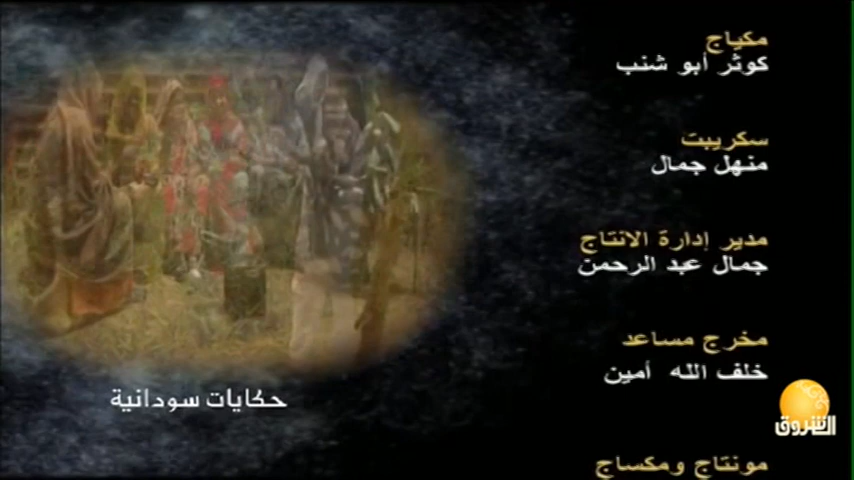 مكياج
كوثر أبو شنب
سكريبت
منهل جمال
مدير إدارة الانتاج
جمال عبد الرحمن
مخرج مساعد
خلف الله أمين
مونتاج ومكساج
حكايات سودانية
الشروق